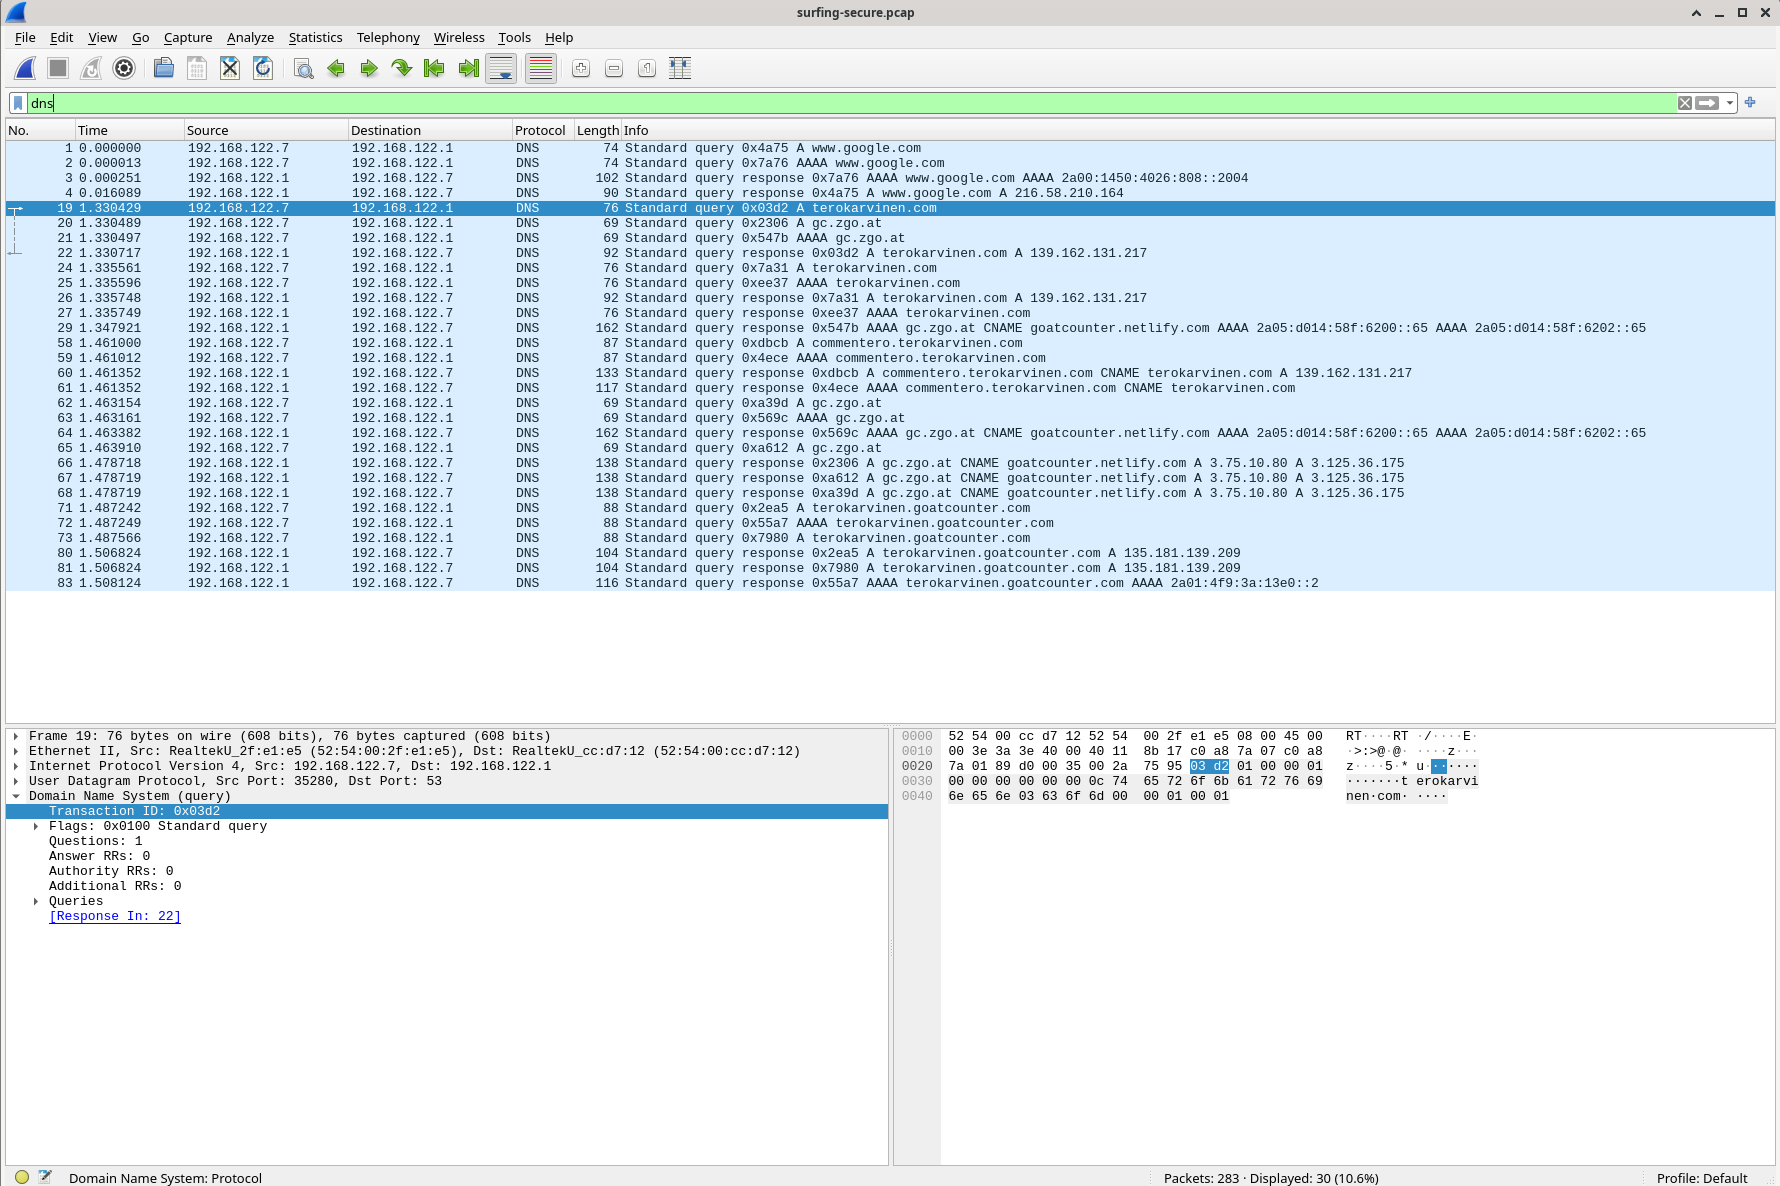 surfing-secure.pcap
File Edit View Go Capture Analyze Statistics Telephony Wireless Tools Help
dns
No. Time Source Destination Protocol Length Info
1 0.000000 192.168.122.7 192.168.122.1 DNS 74 Standard query 0x4a75 A www.google.com
2 0.000013 192.168.122.7 192.168.122.1 DNS 74 Standard query 0x7a76 AAAA www.google.com
3 0.000251 192.168.122.1 192.168.122.7 DNS 102 Standard query response 0x7a76 AAAA www.google.com AAAA 2a00:1450:4026:808::2004
4 0.016089 192.168.122.1 192.168.122.7 DNS 90 Standard query response 0x4a75 A www.google.com A 216.58.210.164
19 1.330429 192.168.122.7 192.168.122.1 DNS 76 Standard query 0x03d2 A terokarvinen.com
20 1.330489 192.168.122.7 192.168.122.1 DNS 69 Standard query 0x2306 A gc.zgo.at
21 1.330497 192.168.122.7 192.168.122.1 DNS 69 Standard query 0x547b AAAA gc.zgo.at
22 1.330717 192.168.122.1 192.168.122.7 DNS 92 Standard query response 0x03d2 A terokarvinen.com A 139.162.131.217
24 1.335561 192.168.122.7 192.168.122.1 DNS 76 Standard query 0x7a31 A terokarvinen.com
25 1.335596 192.168.122.7 192.168.122.1 DNS 76 Standard query 0xee37 AAAA terokarvinen.com
26 1.335748 192.168.122.1 192.168.122.7 DNS 92 Standard query response 0x7a31 A terokarvinen.com A 139.162.131.217
27 1.335749 192.168.122.1 192.168.122.7 DNS 76 Standard query response 0xee37 AAAA terokarvinen.com
29 1.347921 192.168.122.1 192.168.122.7 DNS 162 Standard query response 0x547b AAAA gc.zgo.at CNAME goatcounter.netlify.com AAAA 2a05:d014:58f:6200::65 AAAA 2a05:d014:58f:6202::65
58 1.461000 192.168.122.7 192.168.122.1 DNS 87 Standard query 0xdbcb A commentero.terokarvinen.com
59 1.461012 192.168.122.7 192.168.122.1 DNS 87 Standard query 0x4ece AAAA commentero.terokarvinen.com
60 1.461352 192.168.122.1 192.168.122.7 DNS 133 Standard query response 0xdbcb A commentero.terokarvinen.com CNAME terokarvinen.com A 139.162.131.217
61 1.461352 192.168.122.1 192.168.122.7 DNS 117 Standard query response 0x4ece AAAA commentero.terokarvinen.com CNAME terokarvinen.com
62 1.463154 192.168.122.7 192.168.122.1 DNS 69 Standard query 0xa39d A gc.zgo.at
63 1.463161 192.168.122.7 192.168.122.1 DNS 69 Standard query 0x569c AAAA gc.zgo.at
64 1.463382 192.168.122.1 192.168.122.7 DNS 162 Standard query response 0x569c AAAA gc.zgo.at CNAME goatcounter.netlify.com AAAA 2a05:d014:58f:6200::65 AAAA 2a05:d014:58f:6202::65
65 1.463910 192.168.122.7 192.168.122.1 DNS 69 Standard query 0xa612 A gc.zgo.at
66 1.478718 192.168.122.1 192.168.122.7 DNS 138 Standard query response 0x2306 A gc.zgo.at CNAME goatcounter.netlify.com A 3.75.10.80 A 3.125.36.175
67 1.478719 192.168.122.1 192.168.122.7 DNS 138 Standard query response 0xa612 A gc.zgo.at CNAME goatcounter.netlify.com A 3.75.10.80 A 3.125.36.175
68 1.478719 192.168.122.1 192.168.122.7 DNS 138 Standard query response 0xa39d A gc.zgo.at CNAME goatcounter.netlify.com A 3.75.10.80 A 3.125.36.175
71 1.487242 192.168.122.7 192.168.122.1 DNS 88 Standard query 0x2ea5 A terokarvinen.goatcounter.com
72 1.487249 192.168.122.7 192.168.122.1 DNS 88 Standard query 0x55a7 AAAA terokarvinen.goatcounter.com
73 1.487566 192.168.122.7 192.168.122.1 DNS 88 Standard query 0x7980 A terokarvinen.goatcounter.com
80 1.506824 192.168.122.1 192.168.122.7 DNS 104 Standard query response 0x2ea5 A terokarvinen.goatcounter.com A 135.181.139.209
81 1.506824 192.168.122.1 192.168.122.7 DNS 104 Standard query response 0x7980 A terokarvinen.goatcounter.com A 135.181.139.209
83 1.508124 192.168.122.1 192.168.122.7 DNS 116 Standard query response 0x55a7 AAAA terokarvinen.goatcounter.com AAAA 2a01:4f9:3a:13e0::2
Frame 19: 76 bytes on wire (608 bits), 76 bytes captured (608 bits)
Ethernet II, Src: RealtekU_2f:e1:e5 (52:54:00:2f:e1:e5), Dst: RealtekU_cc:d7:12 (52:54:00:cc:d7:12)
Internet Protocol Version 4, Src: 192.168.122.7, Dst: 192.168.122.1
User Datagram Protocol, Src Port: 35280, Dst Port: 53
Domain Name System (query)
Transaction ID: 0x03d2
Flags: 0x0100 Standard query
Questions: 1
Answer RRs: 0
Authority RRs: 0
Additional RRs: 0
Queries
[Response In: 22]
0000 52 54 00 cc d7 12 52 54 00 2f e1 e5 08 00 45 00 RT····RT ·/····E·
0010 00 3e 3a 3e 40 00 40 11 8b 17 c0 a8 7a 07 c0 a8 ·>:>@·@· ····z···
0020 7a 01 89 d0 00 35 00 2a 75 95 03 d2 01 00 00 01 z····5·* u·······
0030 00 00 00 00 00 00 0c 74 65 72 6f 6b 61 72 76 69 ·······t erokarvi
0040 6e 65 6e 03 63 6f 6d 00 00 01 00 01 nen·com· ····
Domain Name System: Protocol
Packets: 283 · Displayed: 30 (10.6%)
Profile: Default